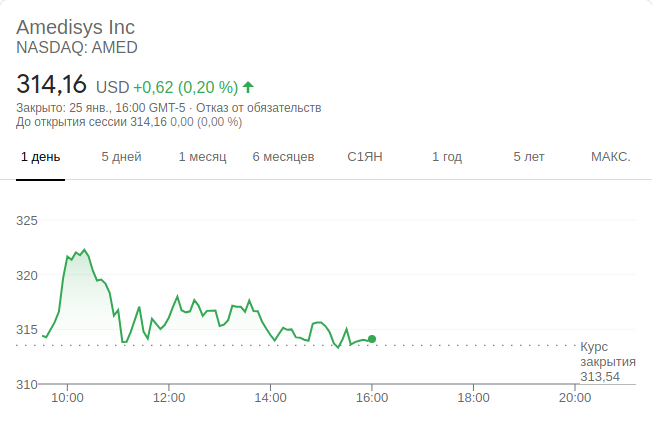 Amedisys Inc
NASDAQ: AMED
314,16 USD +0,62 (0,20 %)
Закрыто: 25 янв., 16:00 GMT-5 · Отказ от обязательств
До открытия сессии 314,16 0,00 (0,00 %)
1 день 5 дней 1 месяц 6 месяцев С1ЯН 1 год 5 лет МАКС.
325
320
315
Курс
закрытия
313,54
310
10:00 12:00 14:00 16:00 18:00 20:00